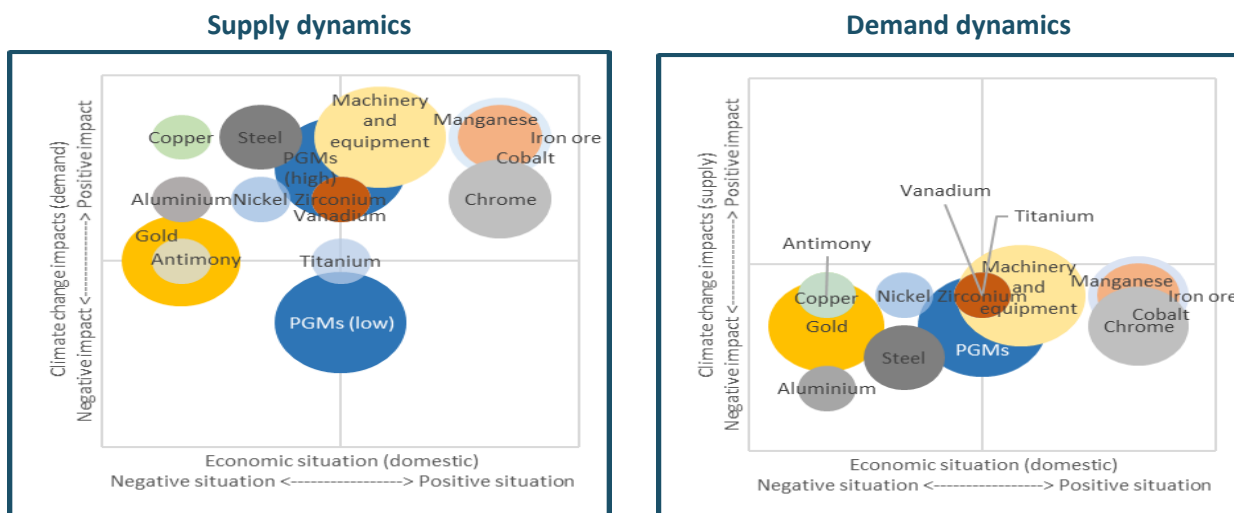 Supply dynamics
Climate change impacts (demand)
Negative impact <-----------> Positive impact
Machinery
and
equipment
Manganese
Copper
Steel
Iron ore
PGMs
(high)
Cobalt
Aluminium
Nickel
Zirconium
Chrome
Vanadium
Gold
Antimony
Titanium
PGMs (low)
Economic situation (domestic)
Negative situation <----------------> Positive situation
Demand dynamics
Climate change impacts (supply)
Negative impact <-----------> Positive impact
Vanadium
Titanium
Antimony
Machinery
and
equipment
Manganese
Copper
Nickel
Zirconium
Iron ore
Cobalt
Gold
Chrome
PGMs
Steel
Aluminium
Economic situation (domestic)
Negative situation <----------------> Positive situation